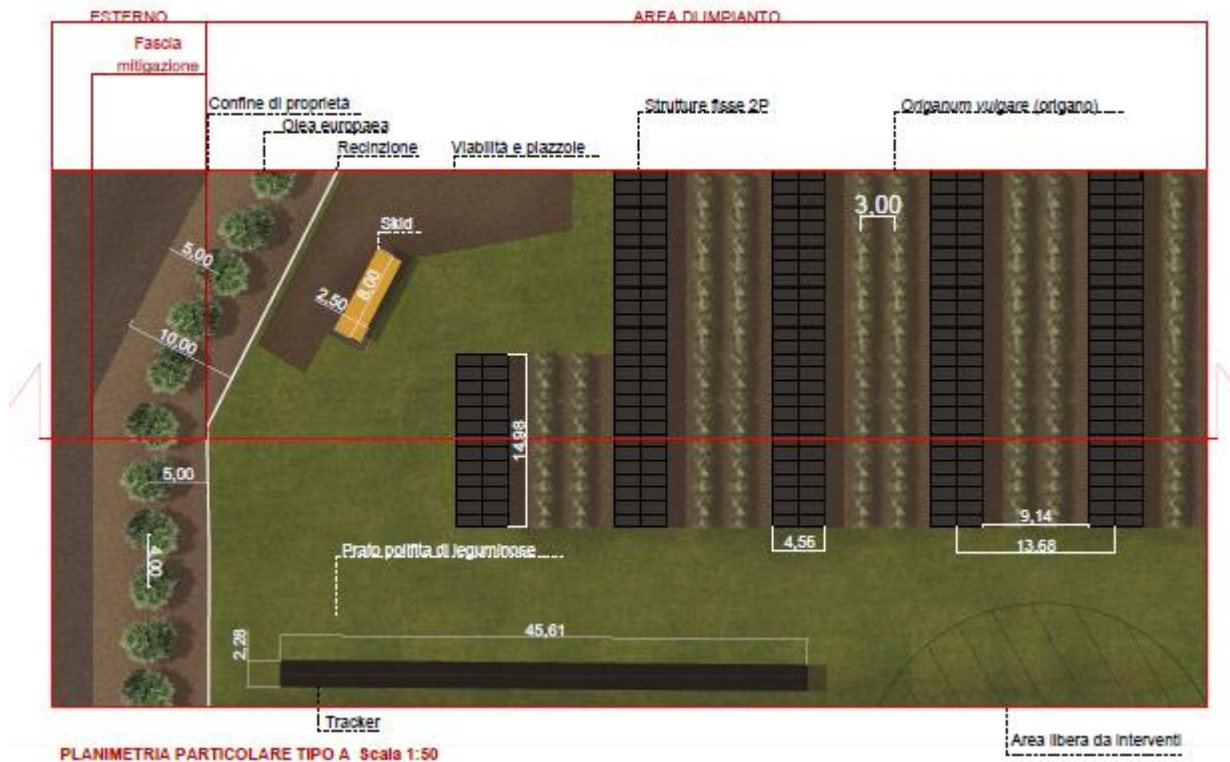 ESTERNO
AREA DI IMPIANTO
Fascia
mitigazione
Confine di proprietà
Strutture fisse 2P
Origanum vulgare (origano)
Olea europaea
Recinzione
Viabilità e piazzole
3,00
Skid
5,00
8,00
2,50
10,00
14,98
5,00
9,14
4,56
13,68
Prato polifita di leguminose
4,00
45,61
2,28
Tracker
Area libera da interventi
PLANIMETRIA PARTICOLARE TIPO A Scala 1:50